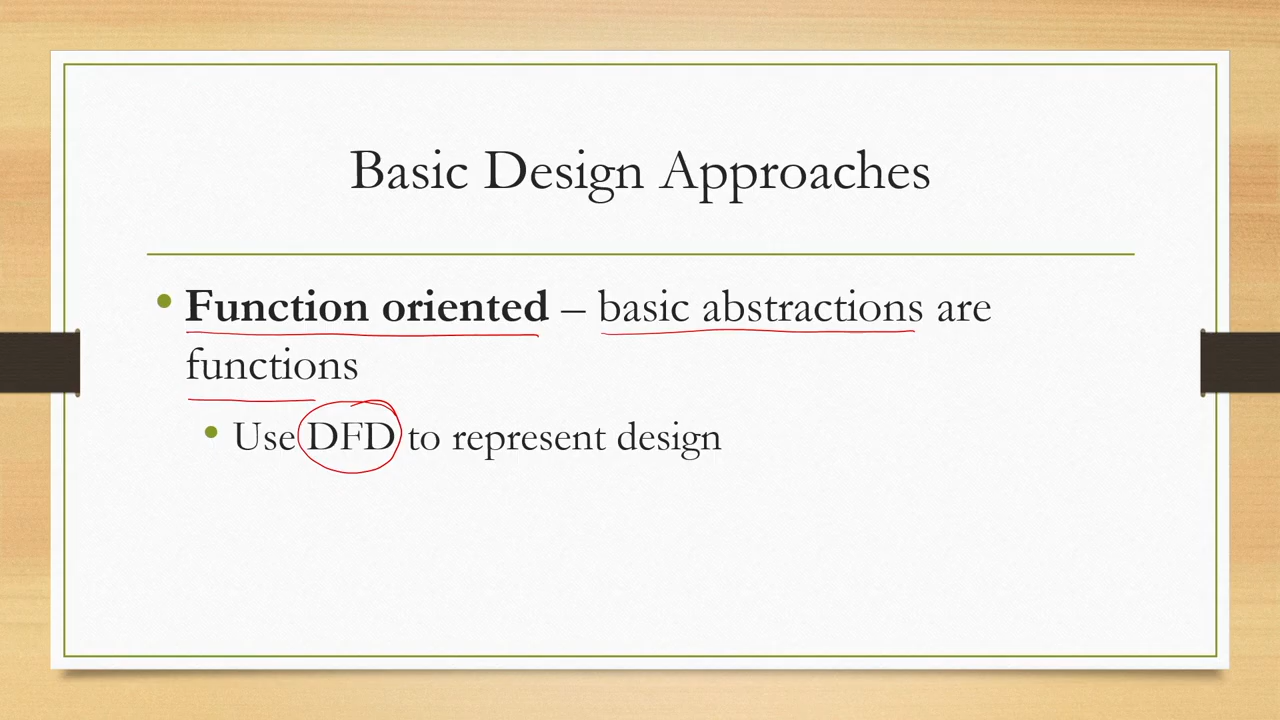 Basic Design Approaches
• Function oriented – basic abstractions are
functions
• Use DFD to represent design